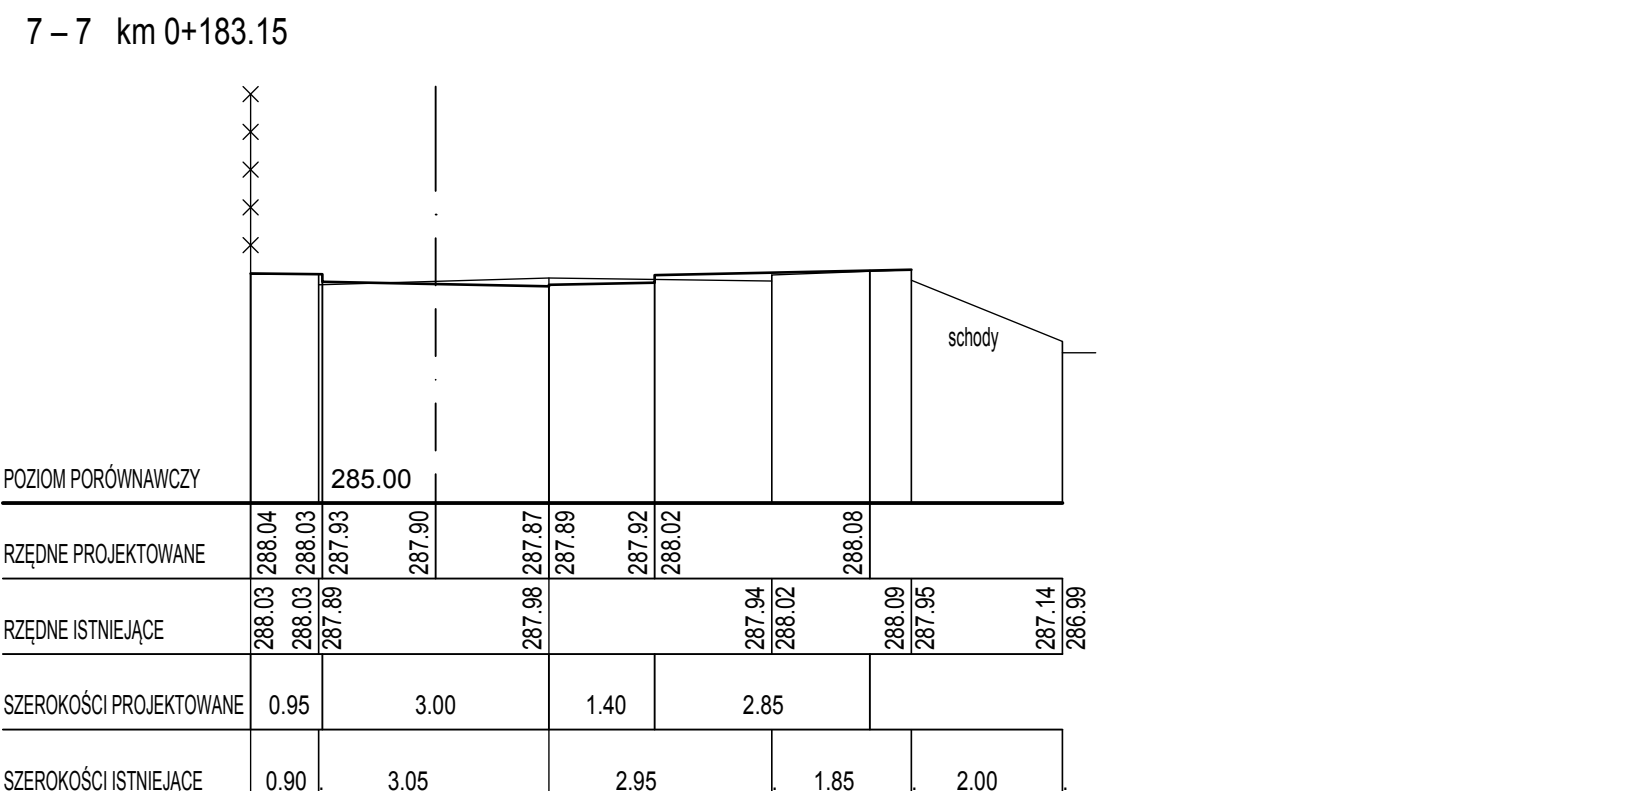 7 – 7 km 0+183.15
schody
POZIOM PORÓWNAWCZY 285.00
RZĘDNE PROJEKTOWANE 288.04 288.03 287.93 287.90 287.87 287.89 287.92 288.02 288.08
RZĘDNE ISTNIEJĄCE 288.03 288.03 287.89 287.98 287.94 288.02 288.09 287.95 287.14 286.99
SZEROKOŚCI PROJEKTOWANE 0.95 3.00 1.40 2.85
SZEROKOŚCI ISTNIEJACE 0.90 3.05 2.95 1.85 2.00